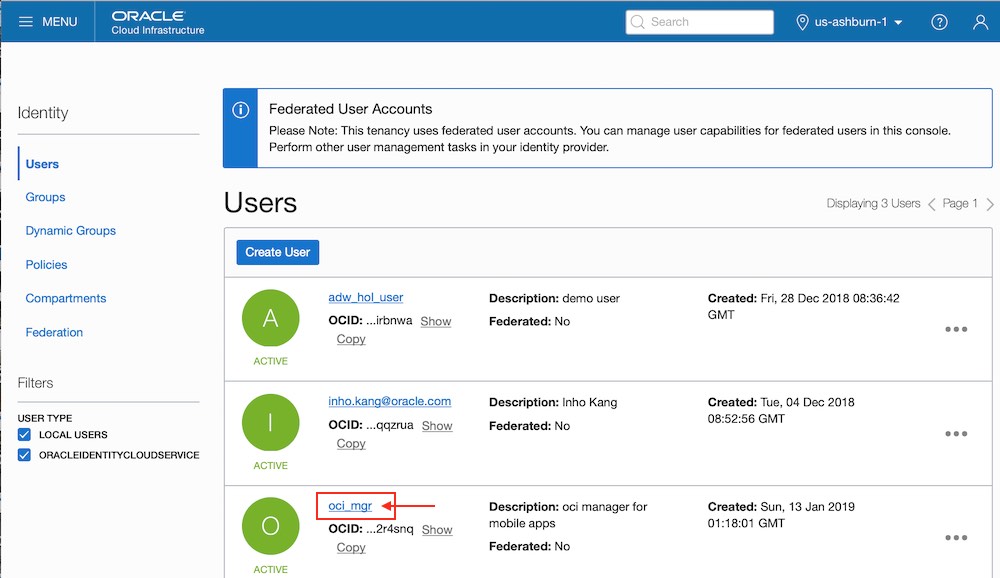 MENU
ORACLE
Cloud Infrastructure
Search
us-ashburn-1
?
Identity
Users
Groups
Dynamic Groups
Policies
Compartments
Federation
Filters
USER TYPE
LOCAL USERS
ORACLEIDENTITYCLOUDSERVICE
i
Federated User Accounts
Please Note: This tenancy uses federated user accounts. You can manage user capabilities for federated users in this console.
Perform other user management tasks in your identity provider.
Users
Displaying 3 Users < Page 1 >
Create User
A
ACTIVE
adw_hol_user
OCID: ...irbnwa Show
Copy
Description: demo user
Federated: No
Created: Fri, 28 Dec 2018 08:36:42
GMT
I
ACTIVE
inho.kang@oracle.com
OCID: ...qqzrua Show
Copy
Description: Inho Kang
Federated: No
Created: Tue, 04 Dec 2018
08:52:56 GMT
O
ACTIVE
oci_mgr
OCID: ...2r4snq Show
Copy
Description: oci manager for
mobile apps
Federated: No
Created: Sun, 13 Jan 2019
01:18:01 GMT